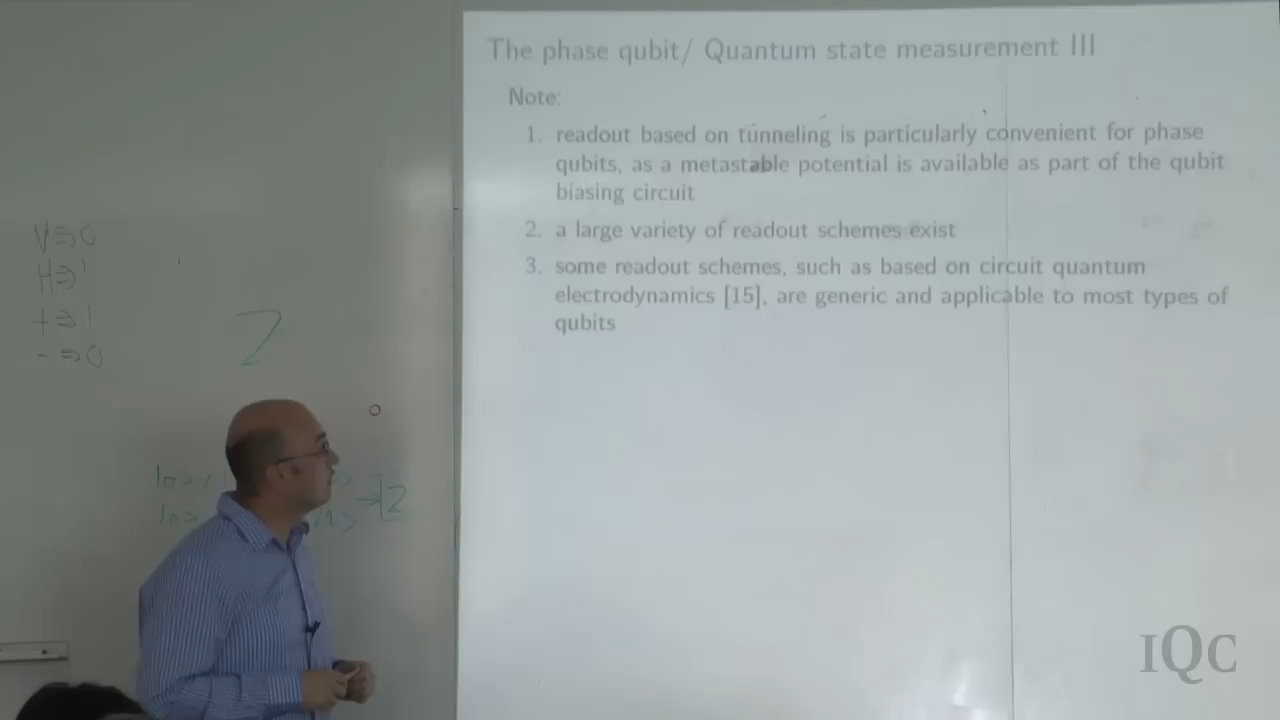 The phase qubit/ Quantum state measurement III
Note:
1. readout based on tunneling is particularly convenient for phase
qubits, as a metastable potential is available as part of the qubit
biasing circuit
2. a large variety of readout schemes exist
3. some readout schemes, such as based on circuit quantum
electrodynamics [15], are generic and applicable to most types of
qubits
V⇒0
H⇒1
+⇒1
-⇒0
Z
|0>
|0> /1> →[Z
IQC